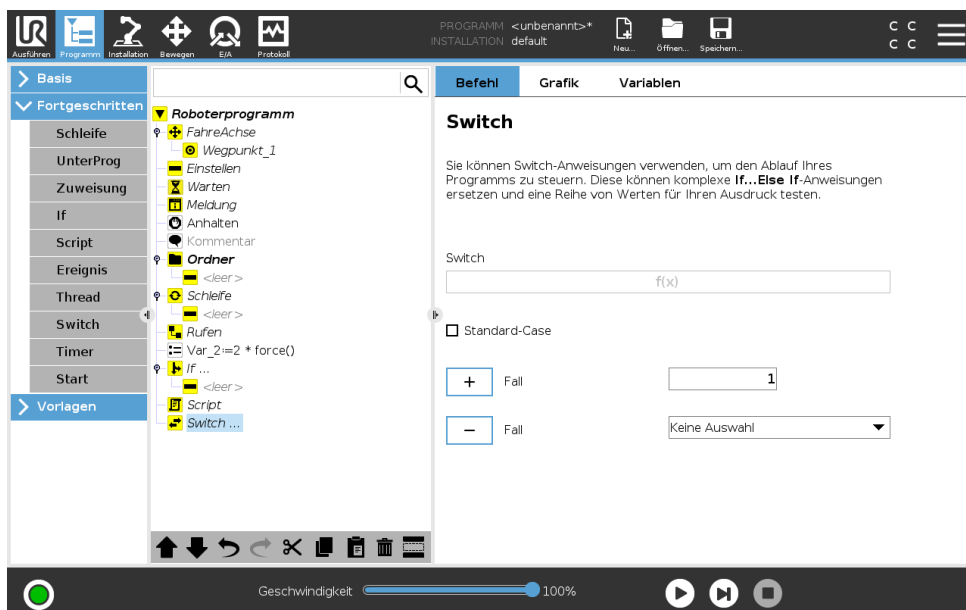 UR
Ausführen
Programm
Installation
Bewegen
E/A
Protokoll
PROGRAMM <unbenannt>*
INSTALLATION default
Neu...
Öffnen...
Speichern...
C C
C C
Basis
Fortgeschritten
Schleife
UnterProg
Zuweisung
If
Script
Ereignis
Thread
Switch
Timer
Start
Vorlagen
Roboterprogramm
FahreAchse
Wegpunkt_1
Einstellen
Warten
Meldung
Anhalten
Kommentar
Ordner
<leer>
Schleife
<leer>
Rufen
Var_2:=2 * force()
If ...
<leer>
Script
Switch ...
Befehl
Grafik
Variablen
Switch
Sie können Switch-Anweisungen verwenden, um den Ablauf Ihres
Programms zu steuern. Diese können komplexe If...Else If-Anweisungen
ersetzen und eine Reihe von Werten für Ihren Ausdruck testen.
Switch
f(x)
Standard-Case
+ Fall 1
− Fall Keine Auswahl
Geschwindigkeit 100%